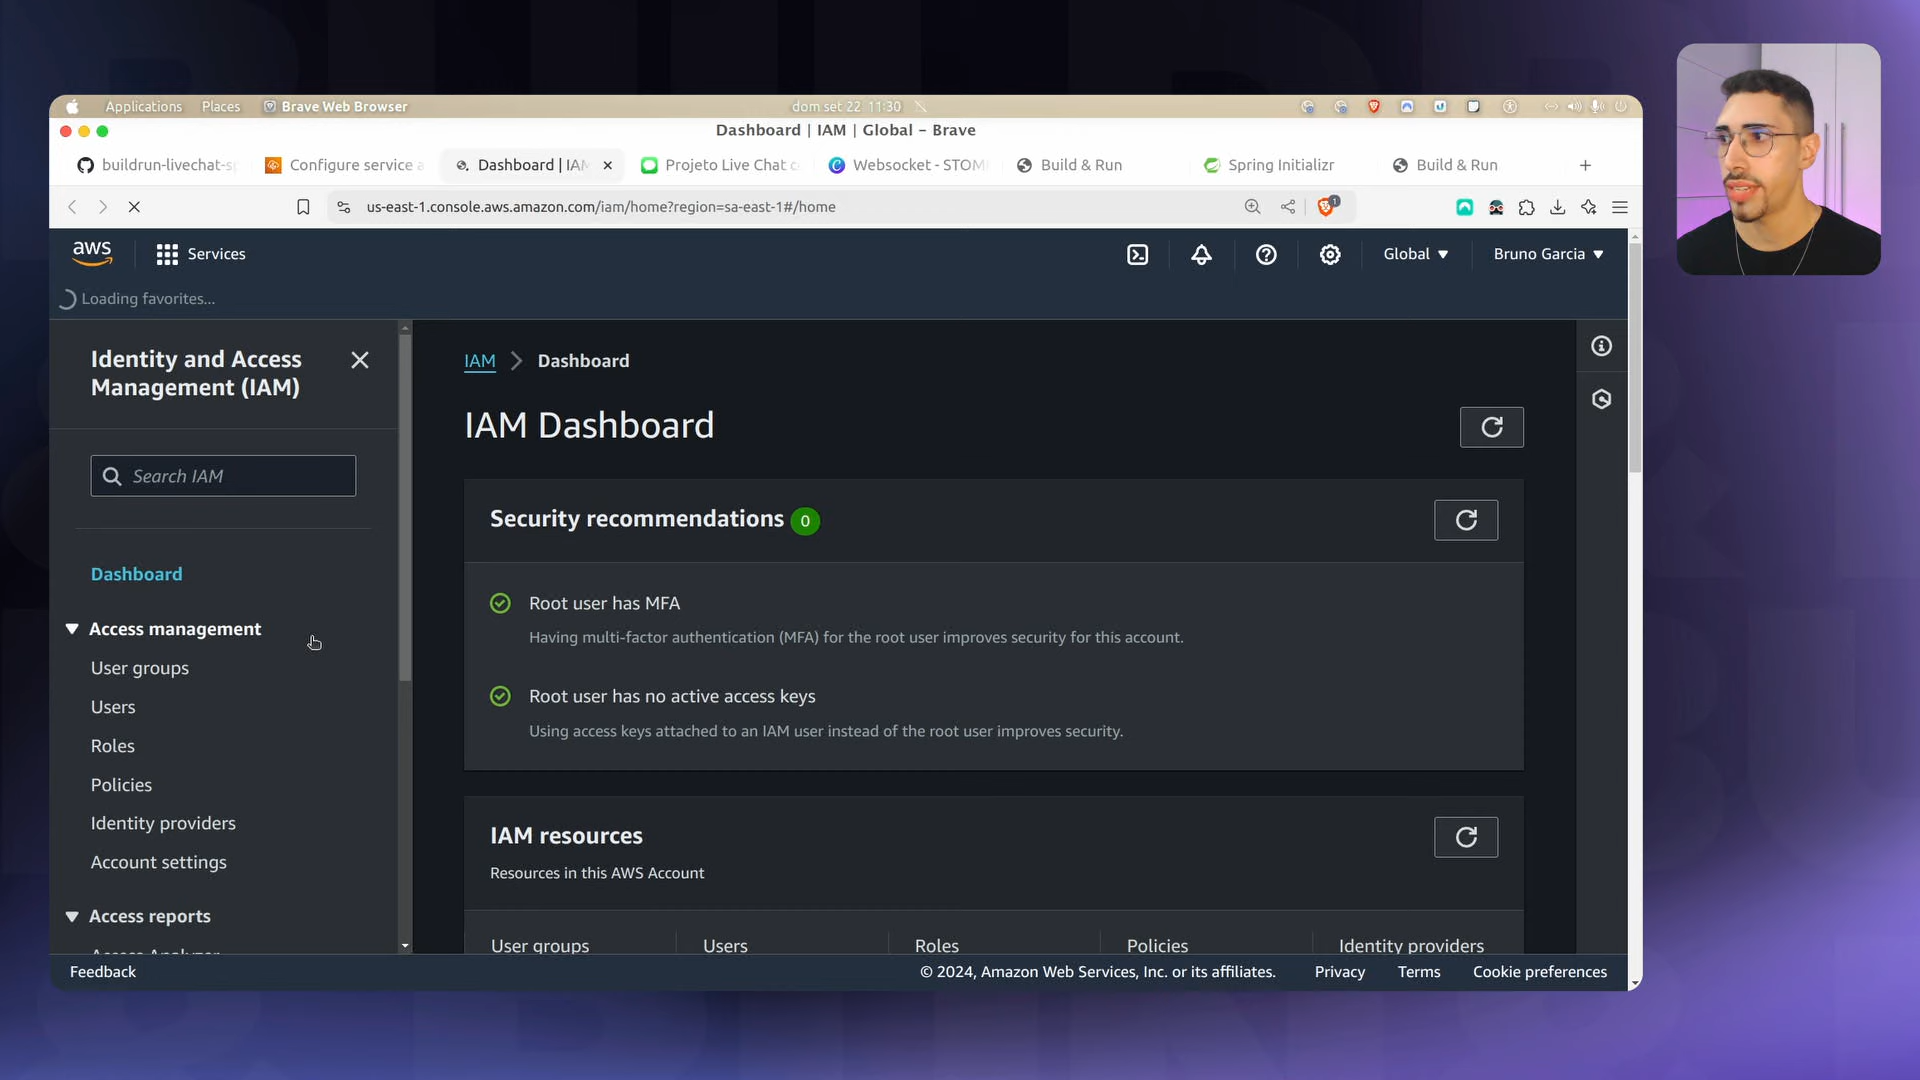 Applications Places Brave Web Browser dom set 22 11:30
Dashboard | IAM | Global – Brave
buildrun-livechat-s Configure service a Dashboard | IAM Projeto Live Chat c Websocket - STOM Build & Run Spring Initializr Build & Run
us-east-1.console.aws.amazon.com/iam/home?region=sa-east-1#/home 1
aws Services Global Bruno Garcia
Loading favorites...
Identity and Access
Management (IAM)
Search IAM
Dashboard
Access management
User groups
Users
Roles
Policies
Identity providers
Account settings
Access reports
Access Analyzer
IAM Dashboard
IAM Dashboard
Security recommendations 0
Root user has MFA
Having multi-factor authentication (MFA) for the root user improves security for this account.
Root user has no active access keys
Using access keys attached to an IAM user instead of the root user improves security.
IAM resources
Resources in this AWS Account
User groups Users Roles Policies Identity providers
Feedback © 2024, Amazon Web Services, Inc. or its affiliates. Privacy Terms Cookie preferences